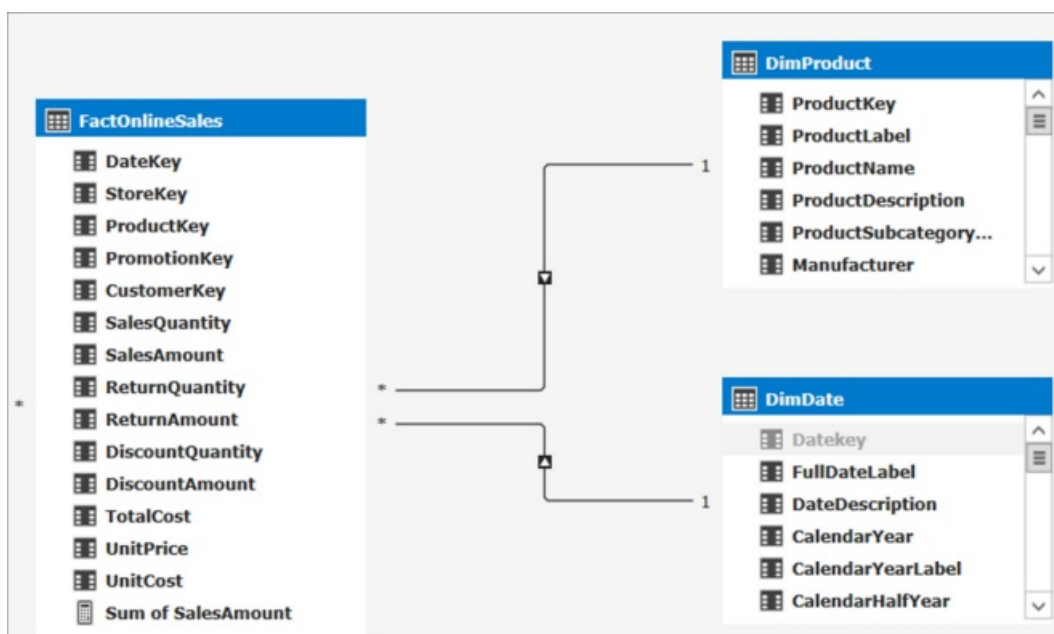 FactOnlineSales
DateKey
StoreKey
ProductKey
PromotionKey
CustomerKey
SalesQuantity
SalesAmount
ReturnQuantity
ReturnAmount
DiscountQuantity
DiscountAmount
TotalCost
UnitPrice
UnitCost
Sum of SalesAmount
*
*
*
1
1
DimProduct
ProductKey
ProductLabel
ProductName
ProductDescription
ProductSubcategory...
Manufacturer
DimDate
Datekey
FullDateLabel
DateDescription
CalendarYear
CalendarYearLabel
CalendarHalfYear